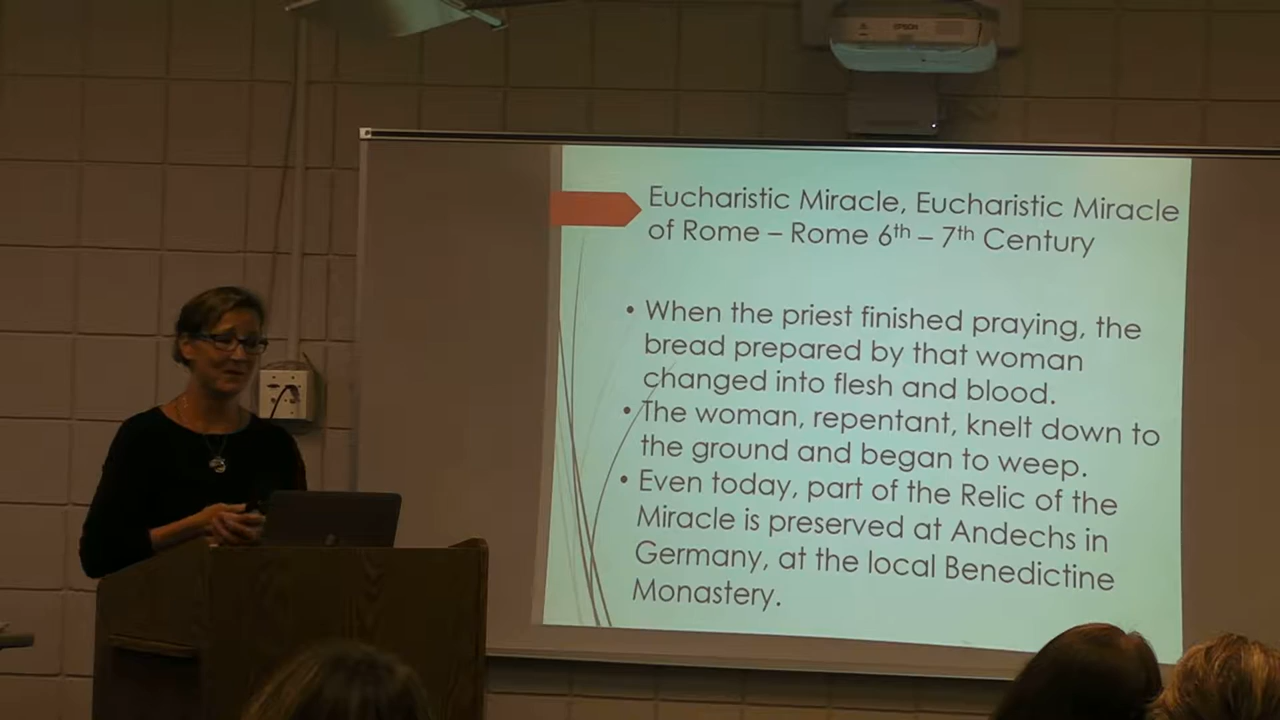 EPSON
Eucharistic Miracle, Eucharistic Miracle
of Rome – Rome 6th – 7th Century
• When the priest finished praying, the
bread prepared by that woman
changed into flesh and blood.
• The woman, repentant, knelt down to
the ground and began to weep.
• Even today, part of the Relic of the
Miracle is preserved at Andechs in
Germany, at the local Benedictine
Monastery.